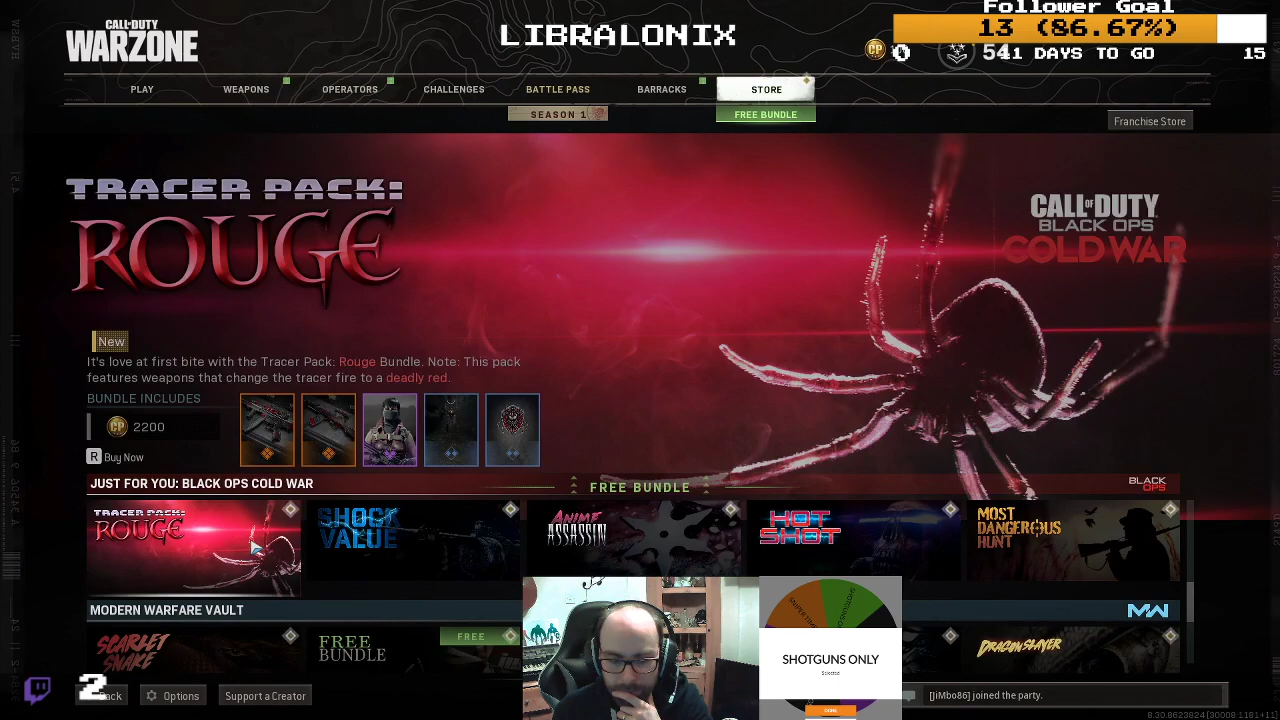 CALL OF DUTY
WARZONE
LIBRALONIX
Follower Goal
13 (86.67%)
0
541 DAYS TO GO
15
PLAY
WEAPONS
OPERATORS
CHALLENGES
BATTLE PASS
BARRACKS
STORE
SEASON 1
FREE BUNDLE
Franchise Store
TRACER PACK:
ROUGE
CALL OF DUTY
BLACK OPS
COLD WAR
New
It's love at first bite with the Tracer Pack: Rouge Bundle. Note: This pack
features weapons that change the tracer fire to a deadly red.
BUNDLE INCLUDES
CP 2200
R Buy Now
JUST FOR YOU: BLACK OPS COLD WAR
FREE BUNDLE
BLACK
OPS
TRACER PACK:
ROUGE
SHOCK
VALUE
ANIME
ASSASSIN
HOT
SHOT
MOST
DANGEROUS
HUNT
MODERN WARFARE VAULT
MW
SCARLET
SNAKE
FREE
BUNDLE
FREE
DRAGONSLAYER
SHOTGUNS ONLY
Selected
DONE
2
Options
Support a Creator
[JiMbo86] joined the party.